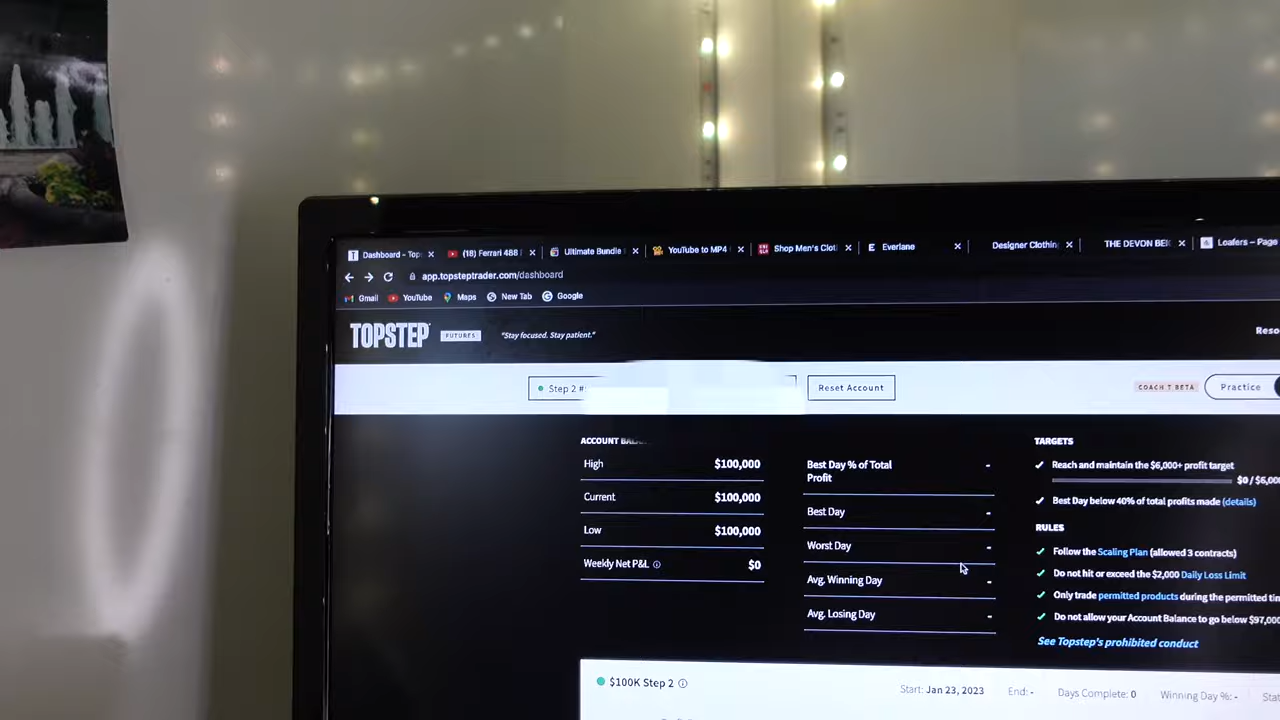 Dashboard - Top
(18) Ferrari 488
Ultimate Bundle
YouTube to MP4
Shop Men's Clot
Everlane
Designer Clothin
THE DEVON BEI
Loafers – Page
app.topsteptrader.com/dashboard
Gmail
YouTube
Maps
New Tab
Google
TOPSTEP
FUTURES
"Stay focused. Stay patient."
Reso
Step 2 #
Reset Account
COACH T BETA
Practice
ACCOUNT BAL
High $100,000
Current $100,000
Low $100,000
Weekly Net P&L $0
Best Day % of Total
Profit -
Best Day -
Worst Day -
Avg. Winning Day -
Avg. Losing Day -
TARGETS
Reach and maintain the $6,000+ profit target
$0 / $6,000
Best Day below 40% of total profits made (details)
RULES
Follow the Scaling Plan (allowed 3 contracts)
Do not hit or exceed the $2,000 Daily Loss Limit
Only trade permitted products during the permitted tim
Do not allow your Account Balance to go below $97,000
See Topstep's prohibited conduct
$100K Step 2
Start: Jan 23, 2023
End: -
Days Complete: 0
Winning Day %: -
Stat